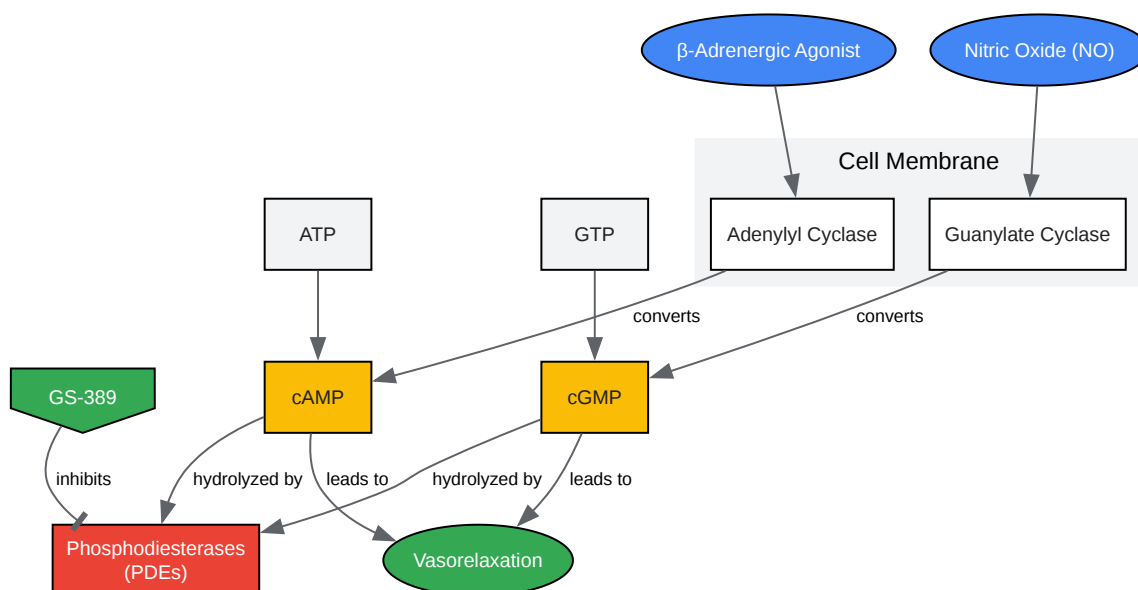 β-Adrenergic Agonist
Nitric Oxide (NO)
Cell Membrane
ATP
GTP
Adenylyl Cyclase
Guanylate Cyclase
converts
converts
GS-389
cAMP
cGMP
inhibits
hydrolyzed by
leads to
hydrolyzed by
leads to
Phosphodiesterases
(PDEs)
Vasorelaxation